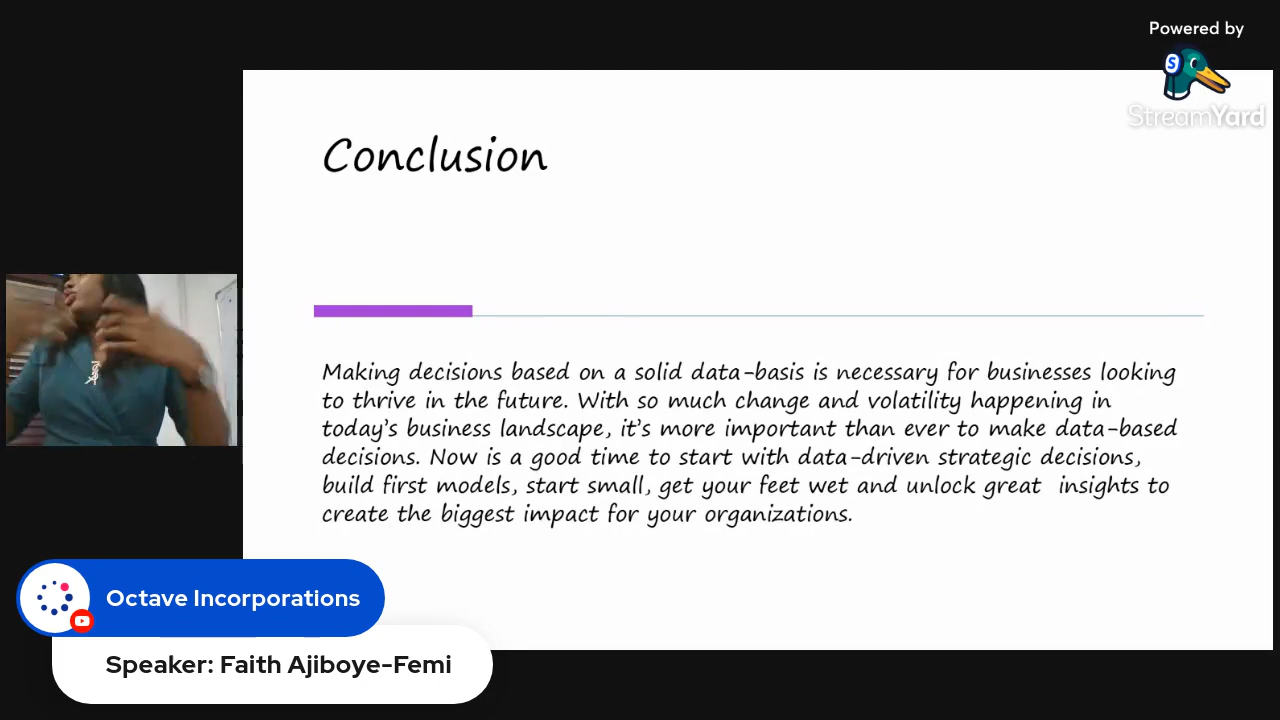 Powered by
StreamYard
Conclusion
Making decisions based on a solid data-basis is necessary for businesses looking
to thrive in the future. With so much change and volatility happening in
today's business landscape, it's more important than ever to make data-based
decisions. Now is a good time to start with data-driven strategic decisions,
build first models, start small, get your feet wet and unlock great  insights to
create the biggest impact for your organizations.
Octave Incorporations
Speaker: Faith Ajiboye-Femi